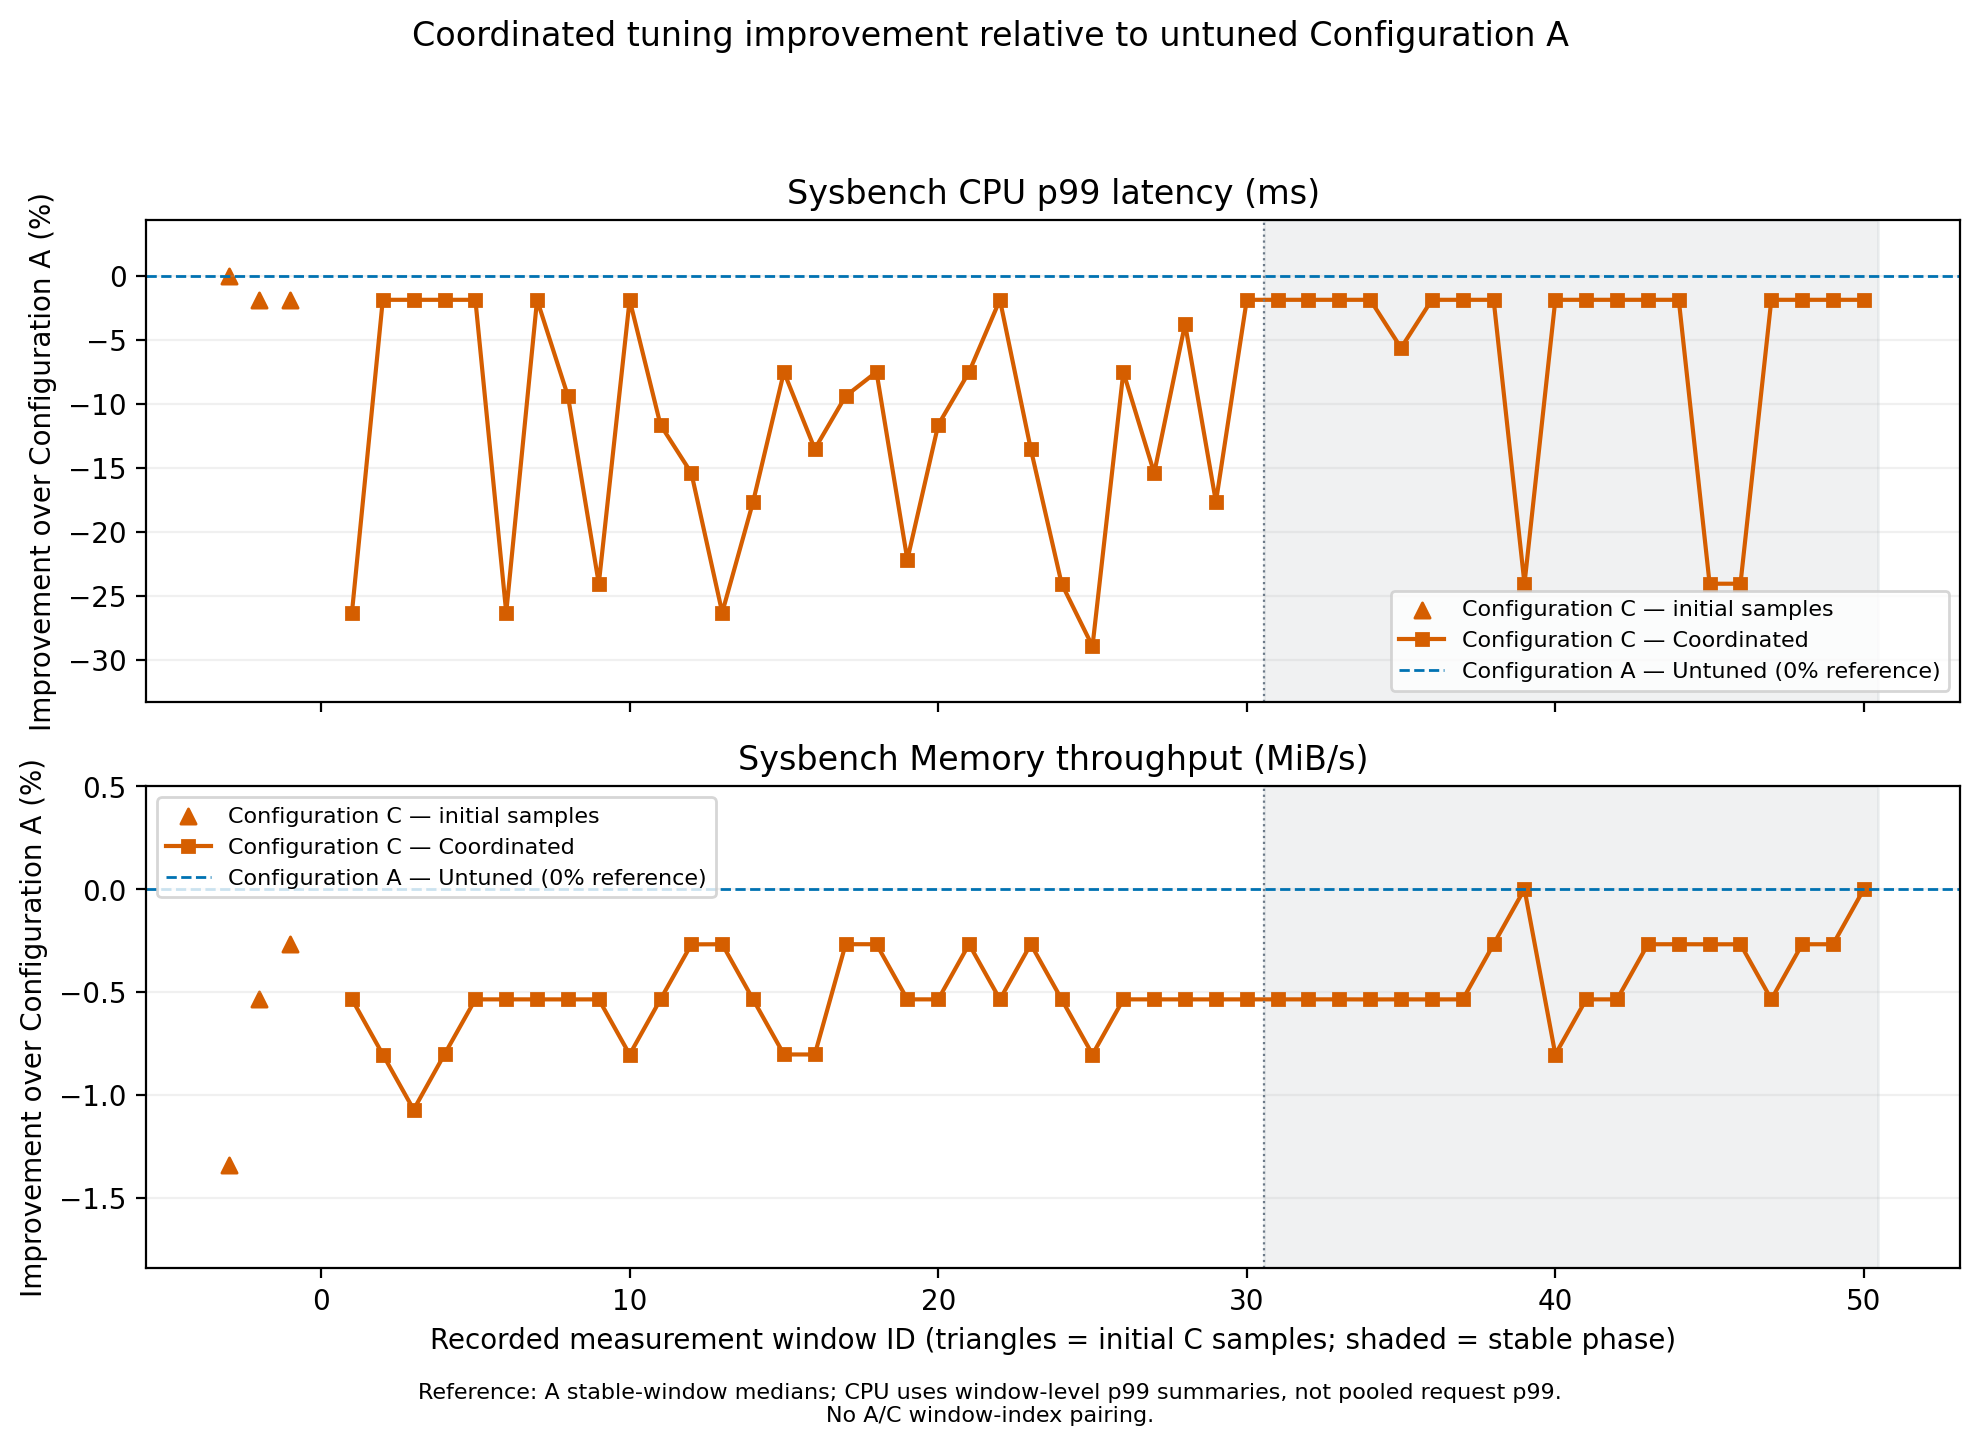 Coordinated tuning improvement relative to untuned Configuration A
Sysbench CPU p99 latency (ms)
Improvement over Configuration A (%)
0
−5
−10
−15
−20
−25
−30
Configuration C — initial samples
Configuration C — Coordinated
Configuration A — Untuned (0% reference)
Sysbench Memory throughput (MiB/s)
Improvement over Configuration A (%)
0.5
0.0
−0.5
−1.0
−1.5
Configuration C — initial samples
Configuration C — Coordinated
Configuration A — Untuned (0% reference)
0 10 20 30 40 50
Recorded measurement window ID (triangles = initial C samples; shaded = stable phase)
Reference: A stable-window medians; CPU uses window-level p99 summaries, not pooled request p99.
No A/C window-index pairing.